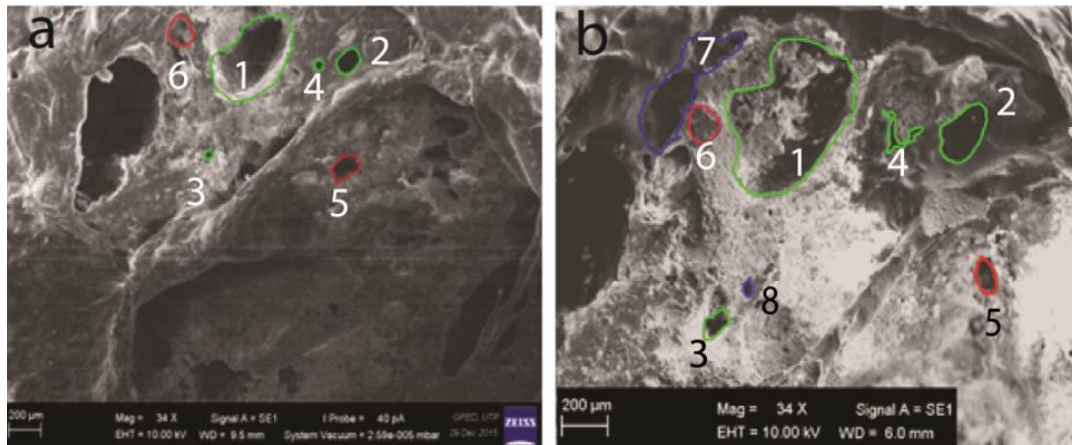 a
1
2
3
4
5
6
200 µm
Mag = 34 X
Signal A = SE1
I Probe = 40 pA
GPED, UTP
EHT = 10.00 kV
WD = 9.5 mm
System Vacuum = 2.59e-005 mbar
29 Dec 2015
ZEISS
b
7
2
6
1
4
8
3
5
200 µm
Mag = 34 X
Signal A = SE1
EHT = 10.00 kV
WD = 6.0 mm